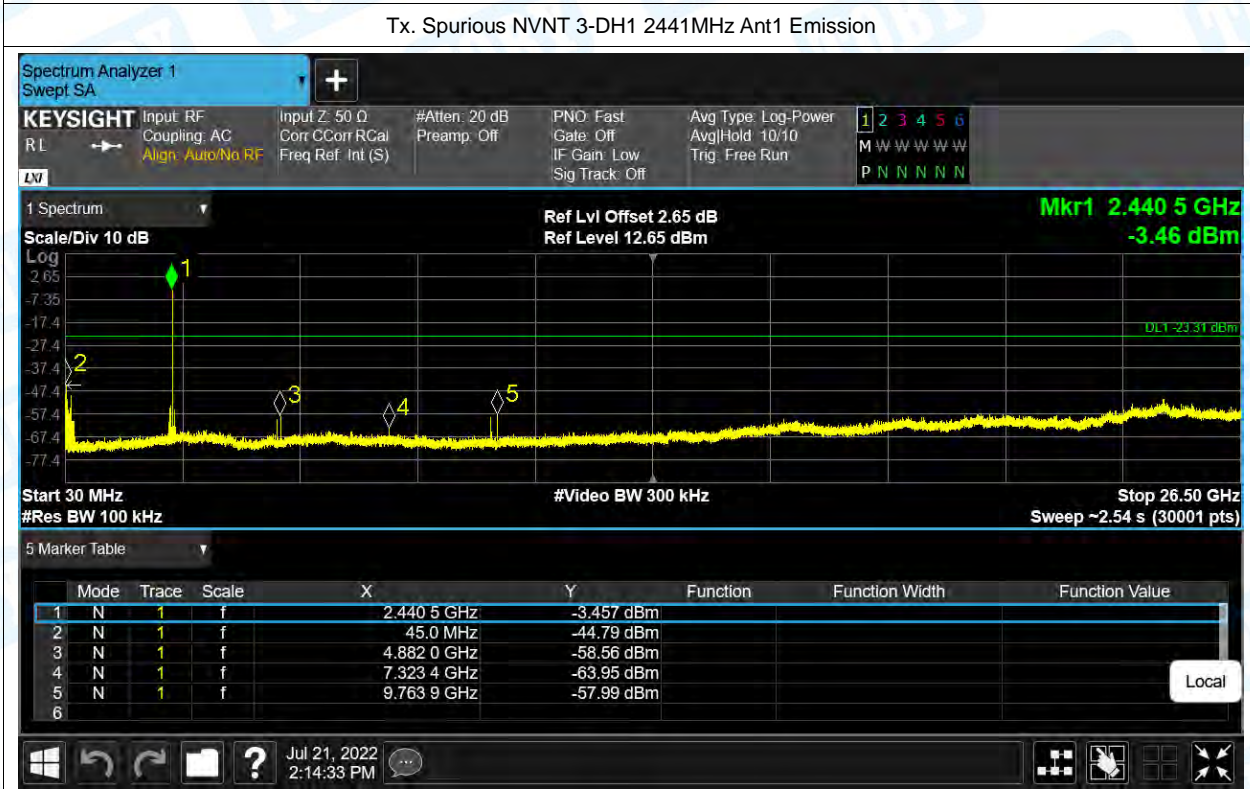 Tx. Spurious NVNT 3-DH1 2441MHz Ant1 Emission
Spectrum Analyzer 1
Swept SA
+
KEYSIGHT Input: RF Input Z: 50 Ω #Atten: 20 dB PNO: Fast Avg Type: Log-Power 1 2 3 4 5 6
RL Coupling: AC Corr CCorr RCal Preamp: Off Gate: Off Avg|Hold: 10/10 M W W W W W
Align: Auto/No RF Freq Ref: Int (S) IF Gain: Low Trig: Free Run
LXI Sig Track: Off P N N N N N
1 Spectrum Ref Lvl Offset 2.65 dB Mkr1 2.440 5 GHz
Scale/Div 10 dB Ref Level 12.65 dBm -3.46 dBm
Log
1
2.65
-7.35
-17.4
DL1 -23.31 dBm
-27.4
-37.4 2
-47.4 3 5
-57.4 4
-67.4
-77.4
Start 30 MHz #Video BW 300 kHz Stop 26.50 GHz
#Res BW 100 kHz Sweep ~2.54 s (30001 pts)
5 Marker Table
Mode Trace Scale X Y Function Function Width Function Value
1 N 1 f 2.440 5 GHz -3.457 dBm
2 N 1 f 45.0 MHz -44.79 dBm
3 N 1 f 4.882 0 GHz -58.56 dBm
4 N 1 f 7.323 4 GHz -63.95 dBm
5 N 1 f 9.763 9 GHz -57.99 dBm
6
Local
? Jul 21, 2022
2:14:33 PM